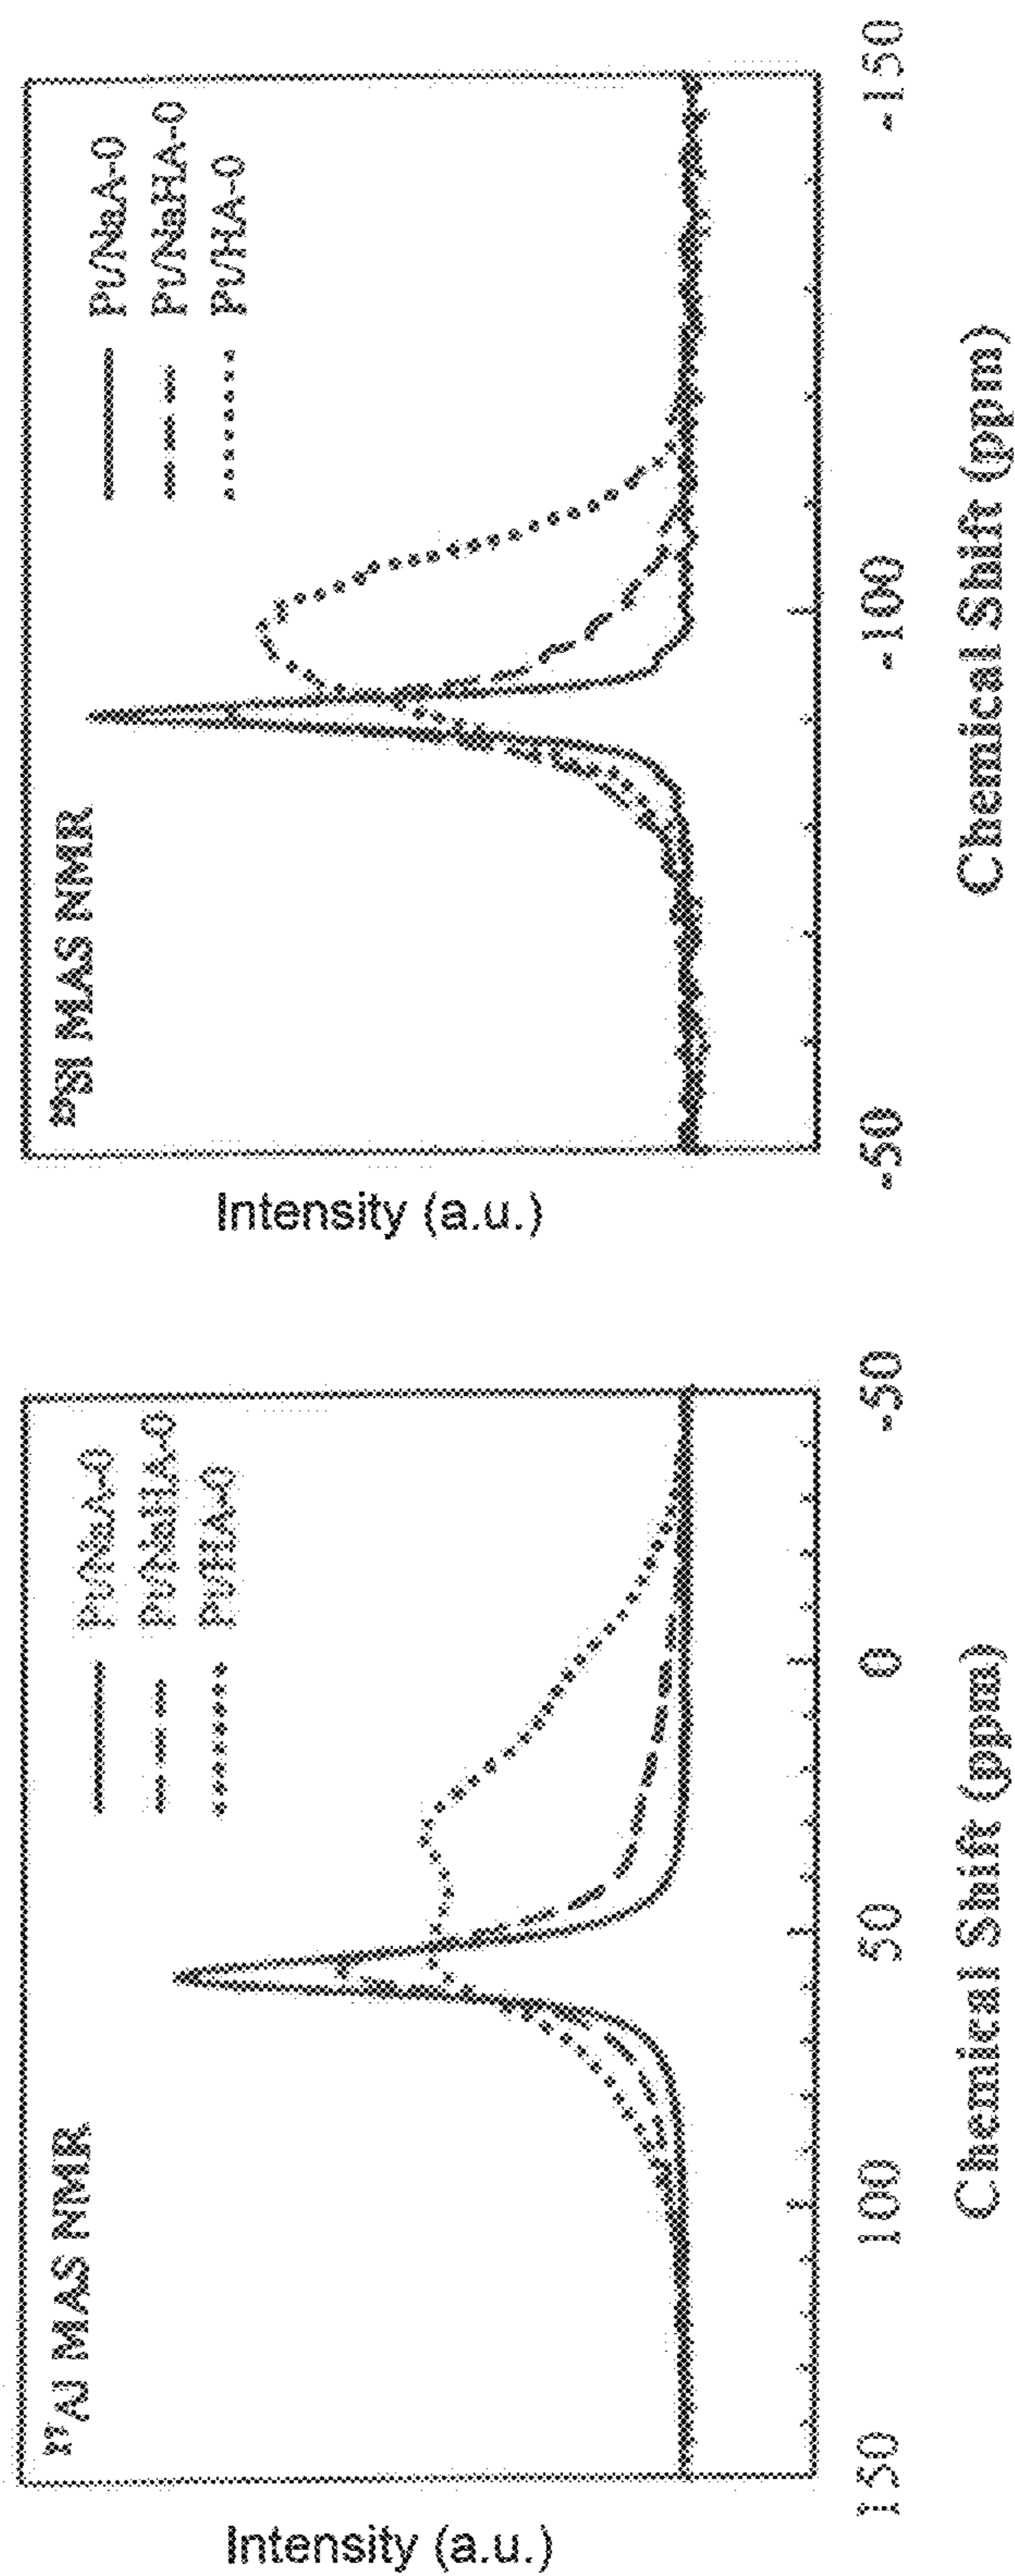 ²⁷Al MAS NMR
Pt/NaA-0
Pt/NaHA-0
Pt/HA-0
Intensity (a.u.)
150
100
50
0
-50
Chemical Shift (ppm)
²⁹Si MAS NMR
Pt/NaA-0
Pt/NaHA-0
Pt/HA-0
Intensity (a.u.)
-50
-100
-150
Chemical Shift (ppm)